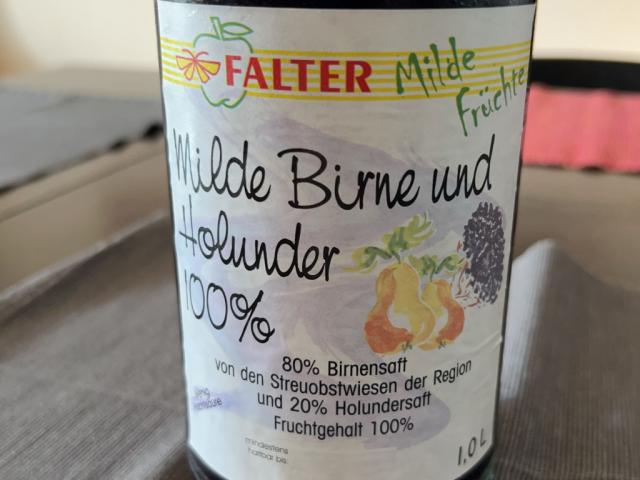 FALTER
Milde
Früchte
Milde Birne und
Holunder
100%
80% Birnensaft
von den Streuobstwiesen der Region
und 20% Holundersaft
Fruchtgehalt 100%
mindestens
haltbar bis:
1,0 L